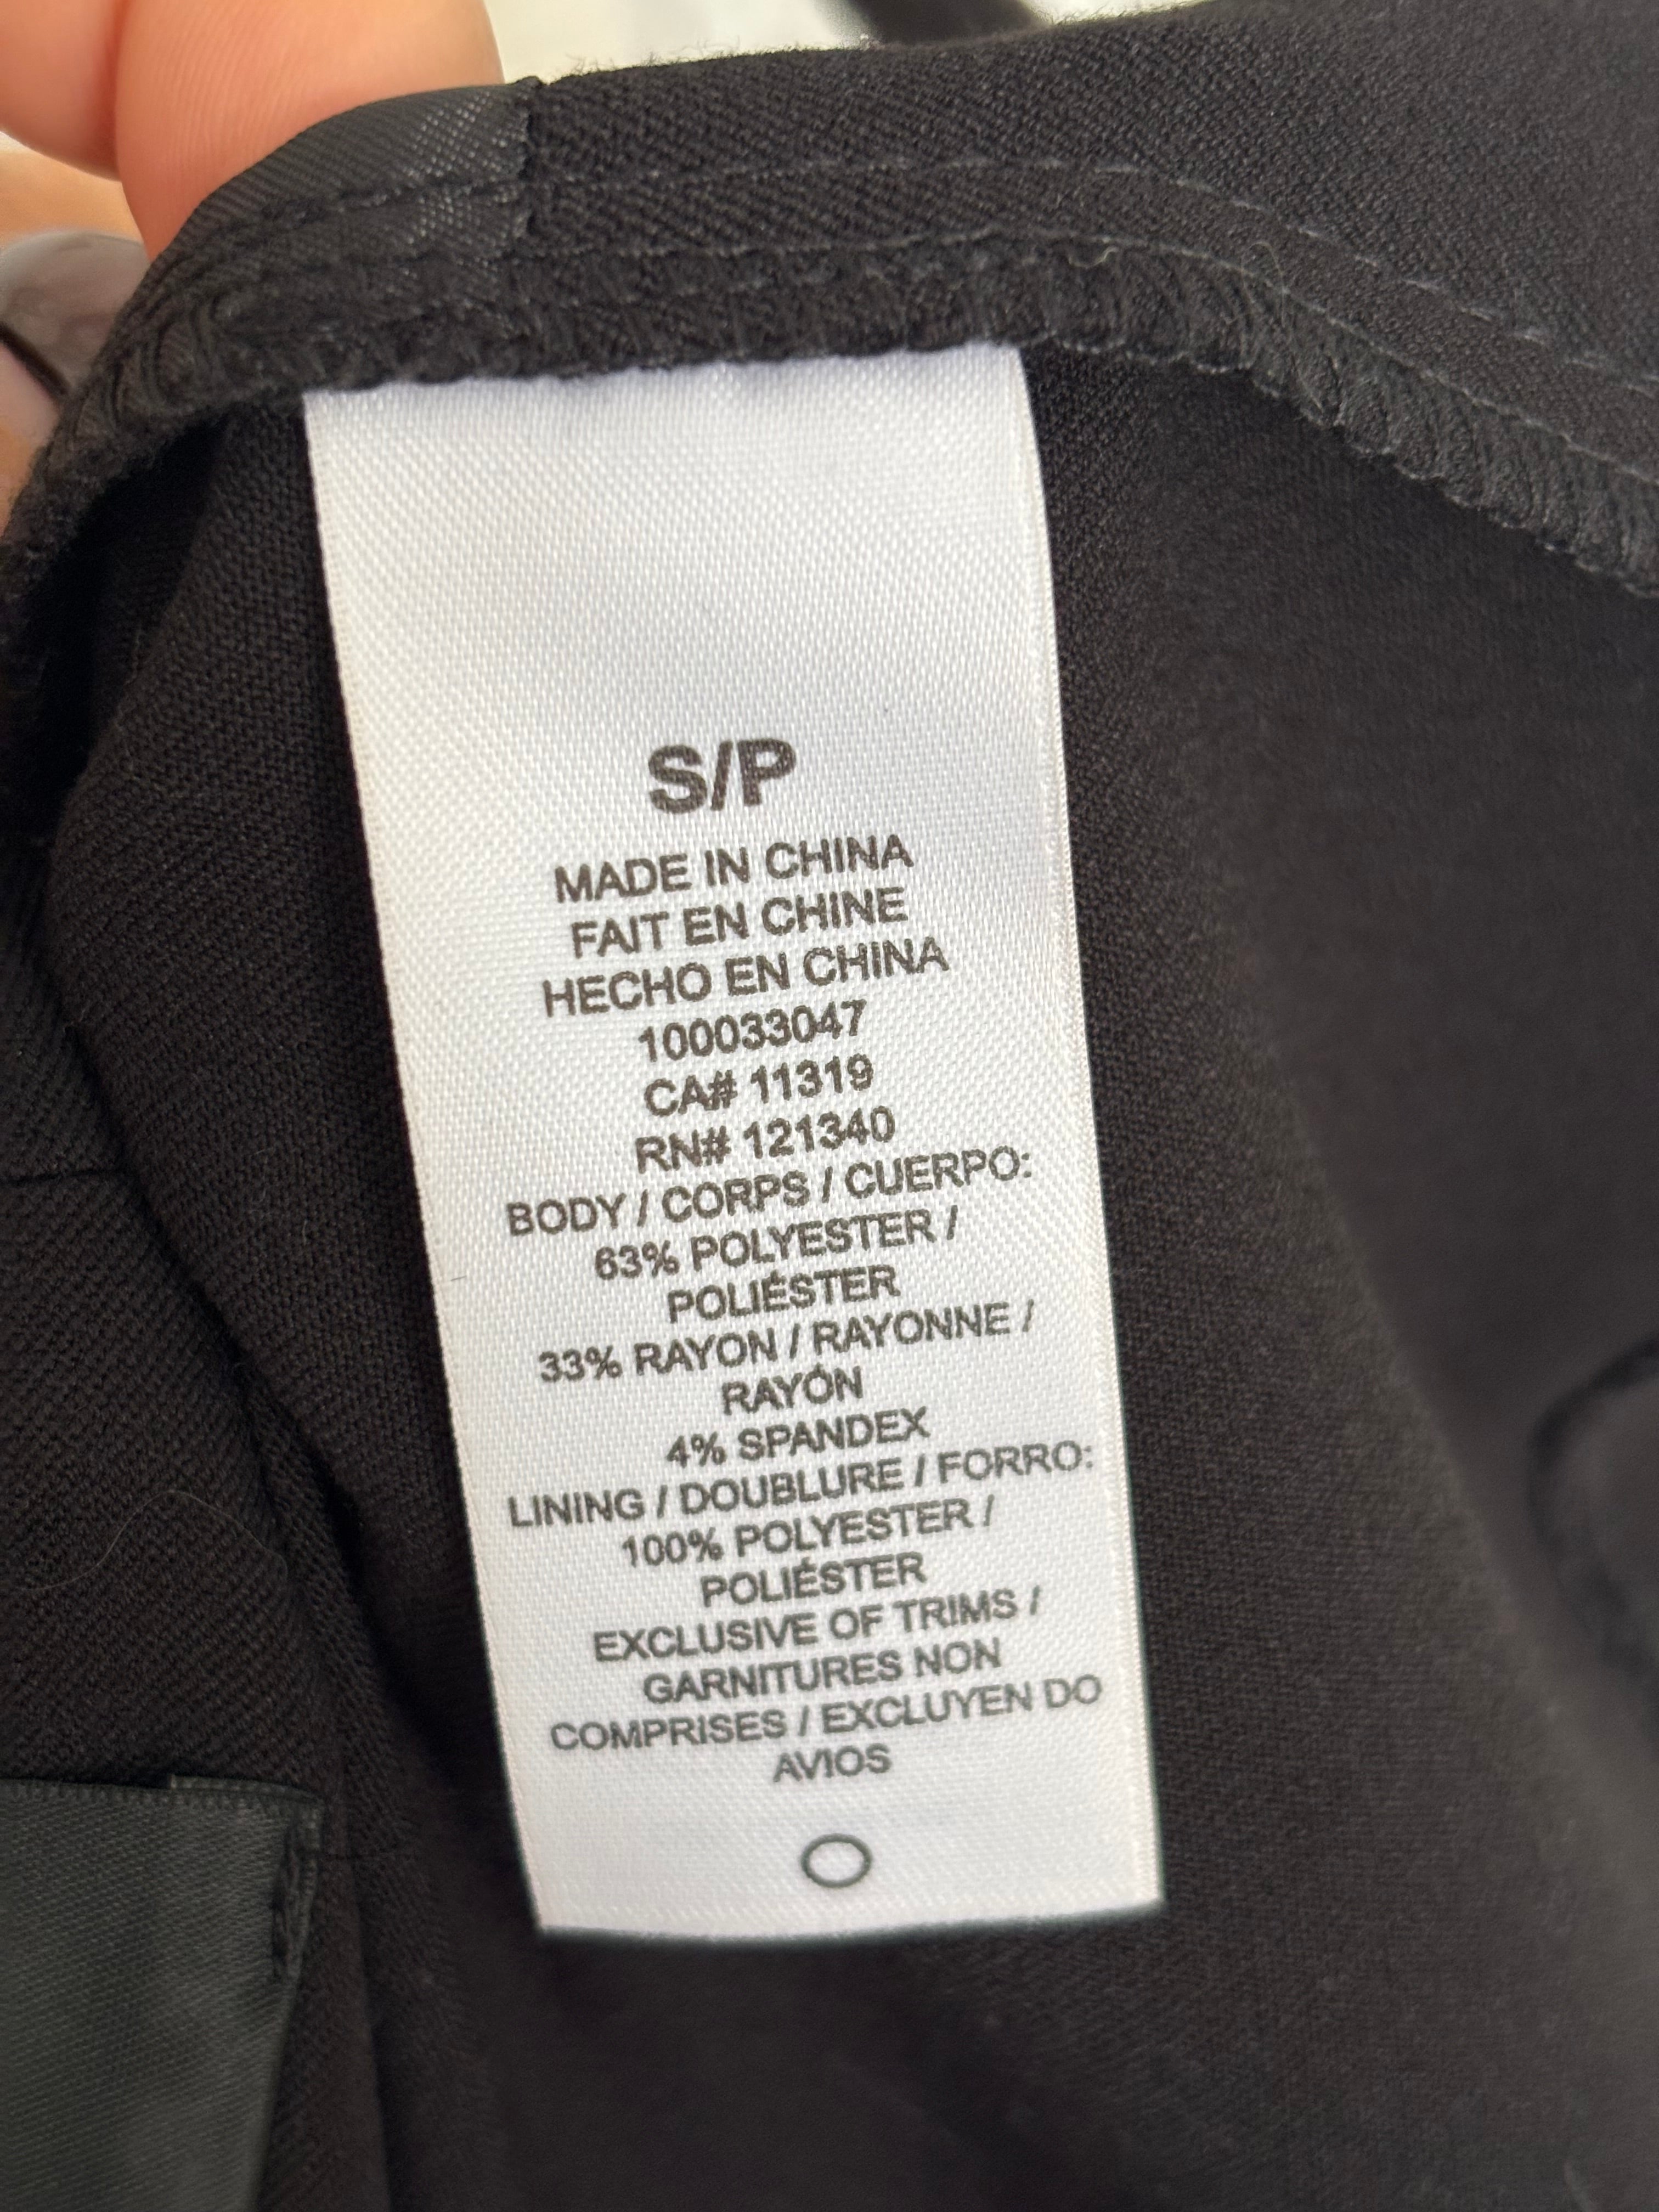 S/P
MADE IN CHINA
FAIT EN CHINE
HECHO EN CHINA
100033047
CA# 11319
RN# 121340
BODY / CORPS / CUERPO:
63% POLYESTER /
POLIÉSTER
33% RAYON / RAYONNE /
RAYÓN
4% SPANDEX
LINING / DOUBLURE / FORRO:
100% POLYESTER /
POLIÉSTER
EXCLUSIVE OF TRIMS /
GARNITURES NON
COMPRISES / EXCLUYEN DO
AVIOS